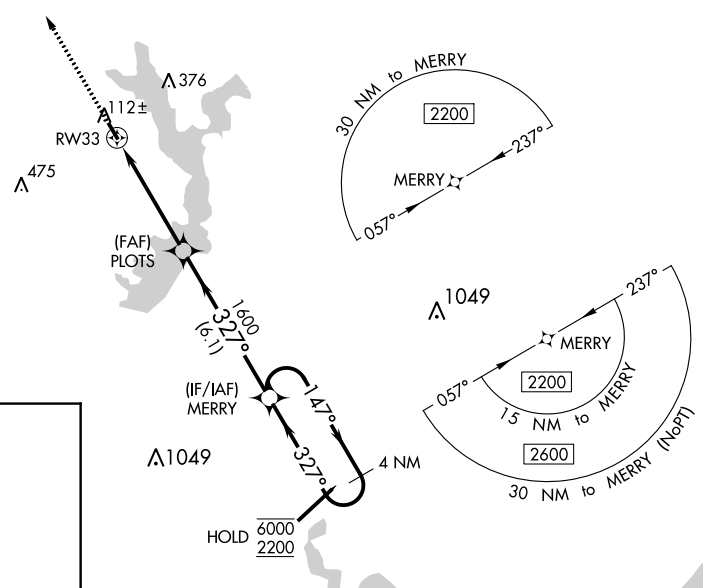 376
112±
RW33
475
(FAF)
PLOTS
1600
327°
(6.1)
(IF/IAF)
MERRY
147°
327°
4 NM
1049
HOLD
6000
2200
30 NM to MERRY
2200
237°
MERRY
057°
1049
237°
MERRY
057°
2200
15 NM to MERRY
2600
30 NM to MERRY (NoPT)